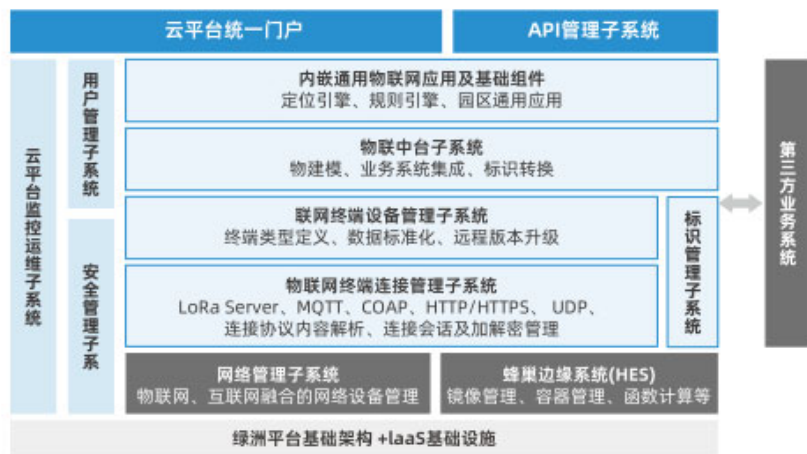 云平台统一门户
API管理子系统
云平台监控运维子系统
用户管理子系统
安全管理子系
内嵌通用物联网应用及基础组件
定位引擎、规则引擎、园区通用应用
物联中台子系统
物建模、业务系统集成、标识转换
联网终端设备管理子系统
终端类型定义、数据标准化、远程版本升级
物联网终端连接管理子系统
LoRa Server、MQTT、COAP、HTTP/HTTPS、 UDP、
连接协议内容解析、连接会话及加解密管理
标识管理子系统
第三方业务系统
网络管理子系统
物联网、互联网融合的网络设备管理
蜂巢边缘系统(HES)
镜像管理、容器管理、函数计算等
绿洲平台基础架构 +laaS基础设施